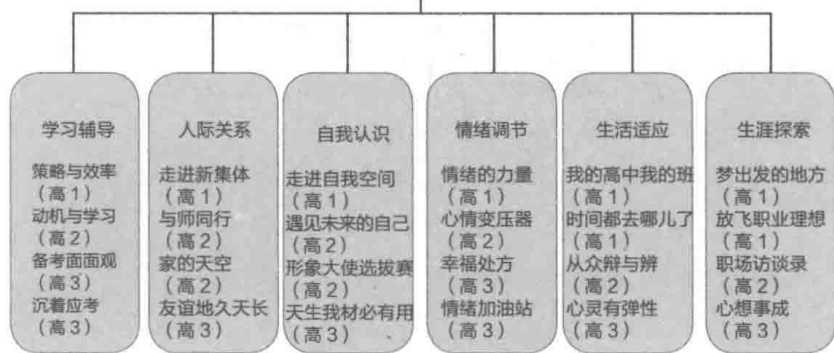 学习辅导
策略与效率
（高1）
动机与学习
（高2）
备考面面观
（高3）
沉着应考
（高3）
人际关系
走进新集体
（高1）
与师同行
（高2）
家的天空
（高2）
友谊地久天长
（高3）
自我认识
走进自我空间
（高1）
遇见未来的自己
（高2）
形象大使选拔赛
（高2）
天生我材必有用
（高3）
情绪调节
情绪的力量
（高1）
心情变压器
（高2）
幸福处方
（高3）
情绪加油站
（高3）
生活适应
我的高中我的班
（高1）
时间都去哪儿了
（高1）
从众辩与辨
（高2）
心灵有弹性
（高3）
生涯探索
梦出发的地方
（高1）
放飞职业理想
（高1）
职场访谈录
（高2）
心想事成
（高3）